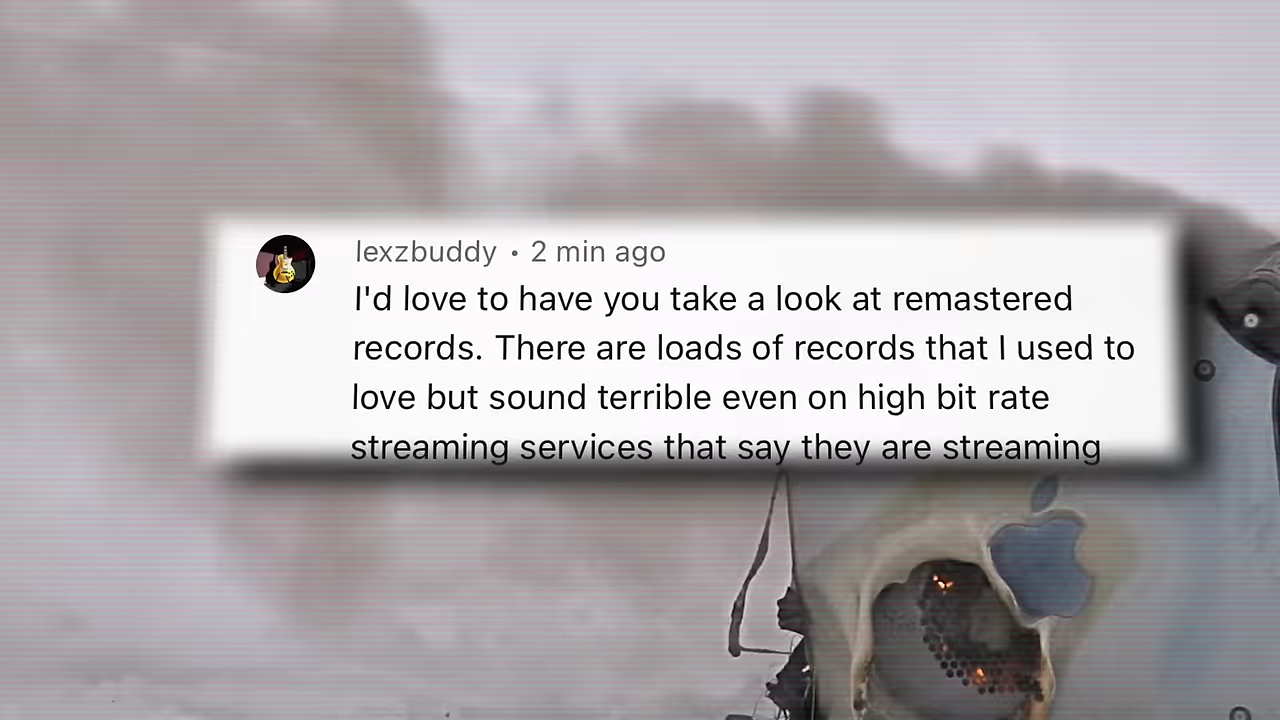 lexzbuddy • 2 min ago
I'd love to have you take a look at remastered
records. There are loads of records that I used to
love but sound terrible even on high bit rate
streaming services that say they are streaming